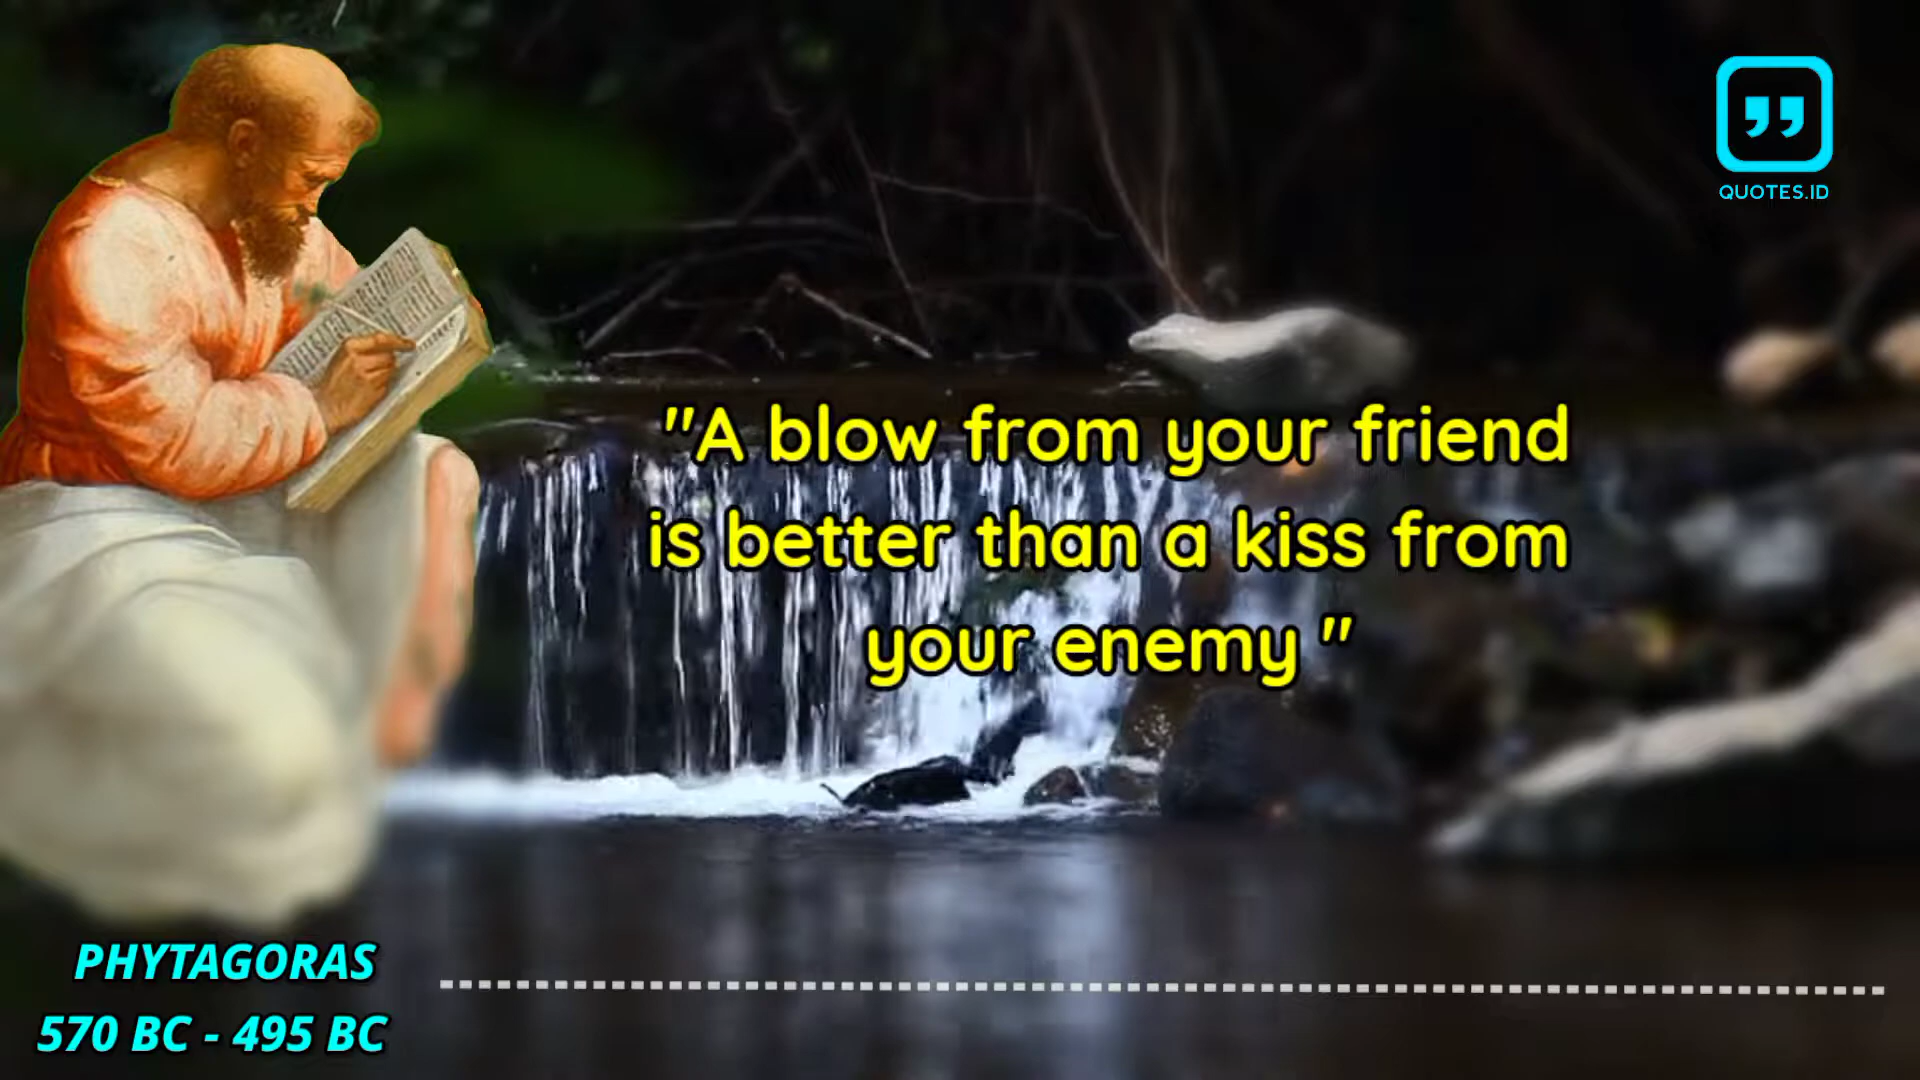 QUOTES.ID
"A blow from your friend
is better than a kiss from
your enemy "
PHYTAGORAS
570 BC - 495 BC